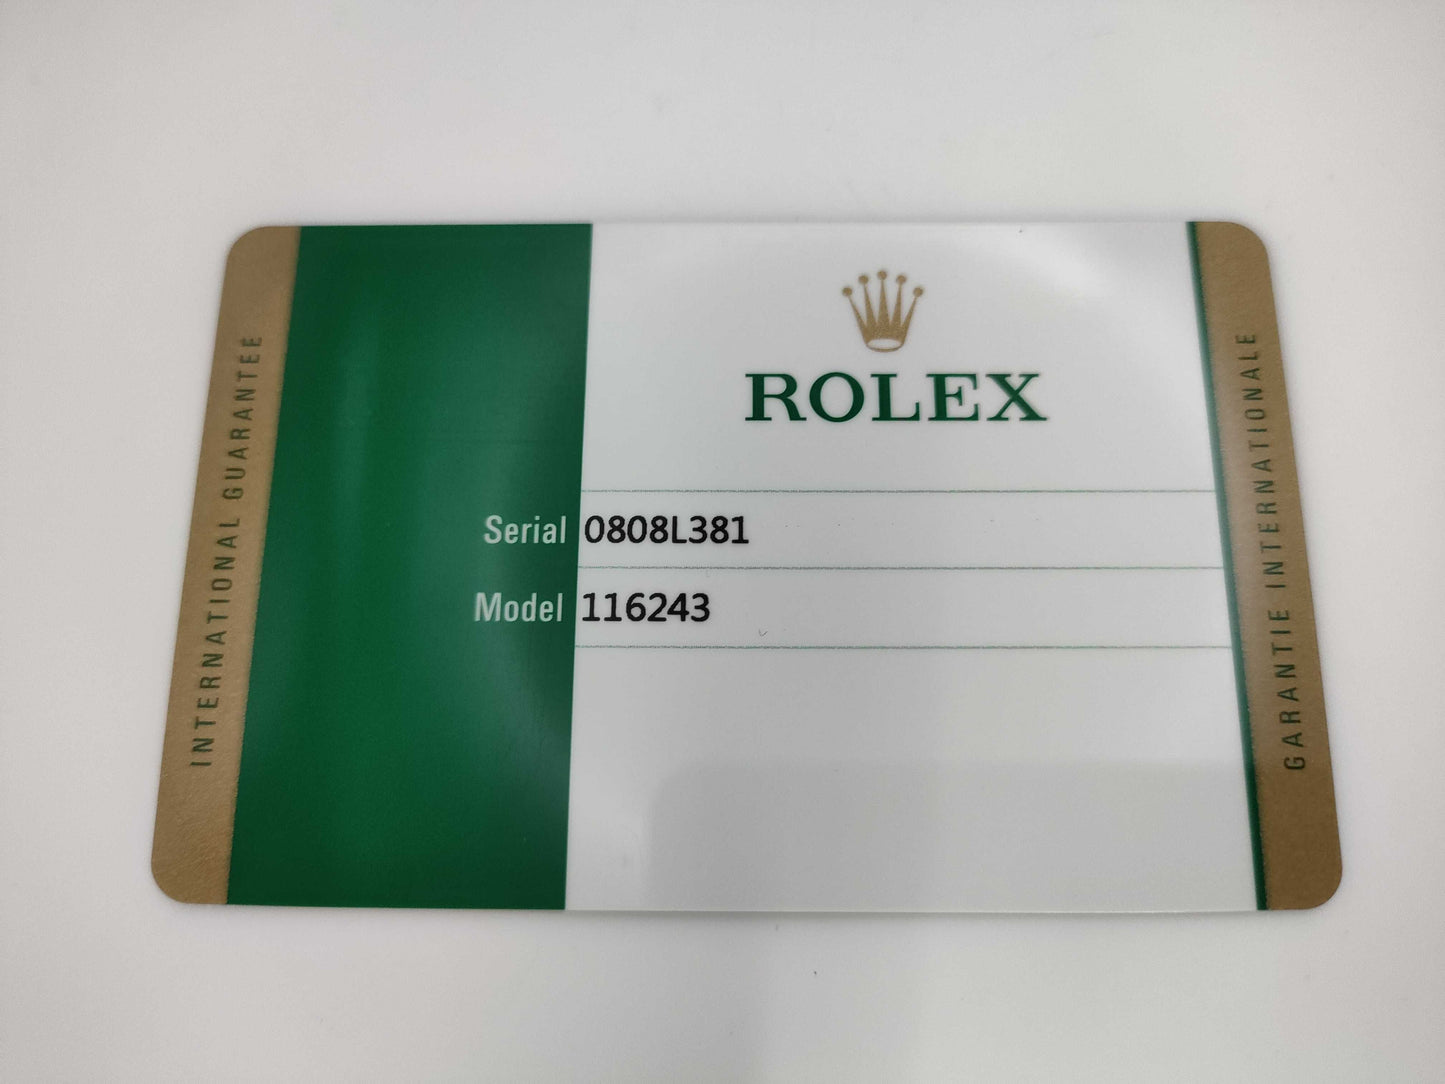 INTERNATIONAL GUARANTEE
ROLEX
Serial 0808L381
Model 116243
GARANTIE INTERNATIONALE